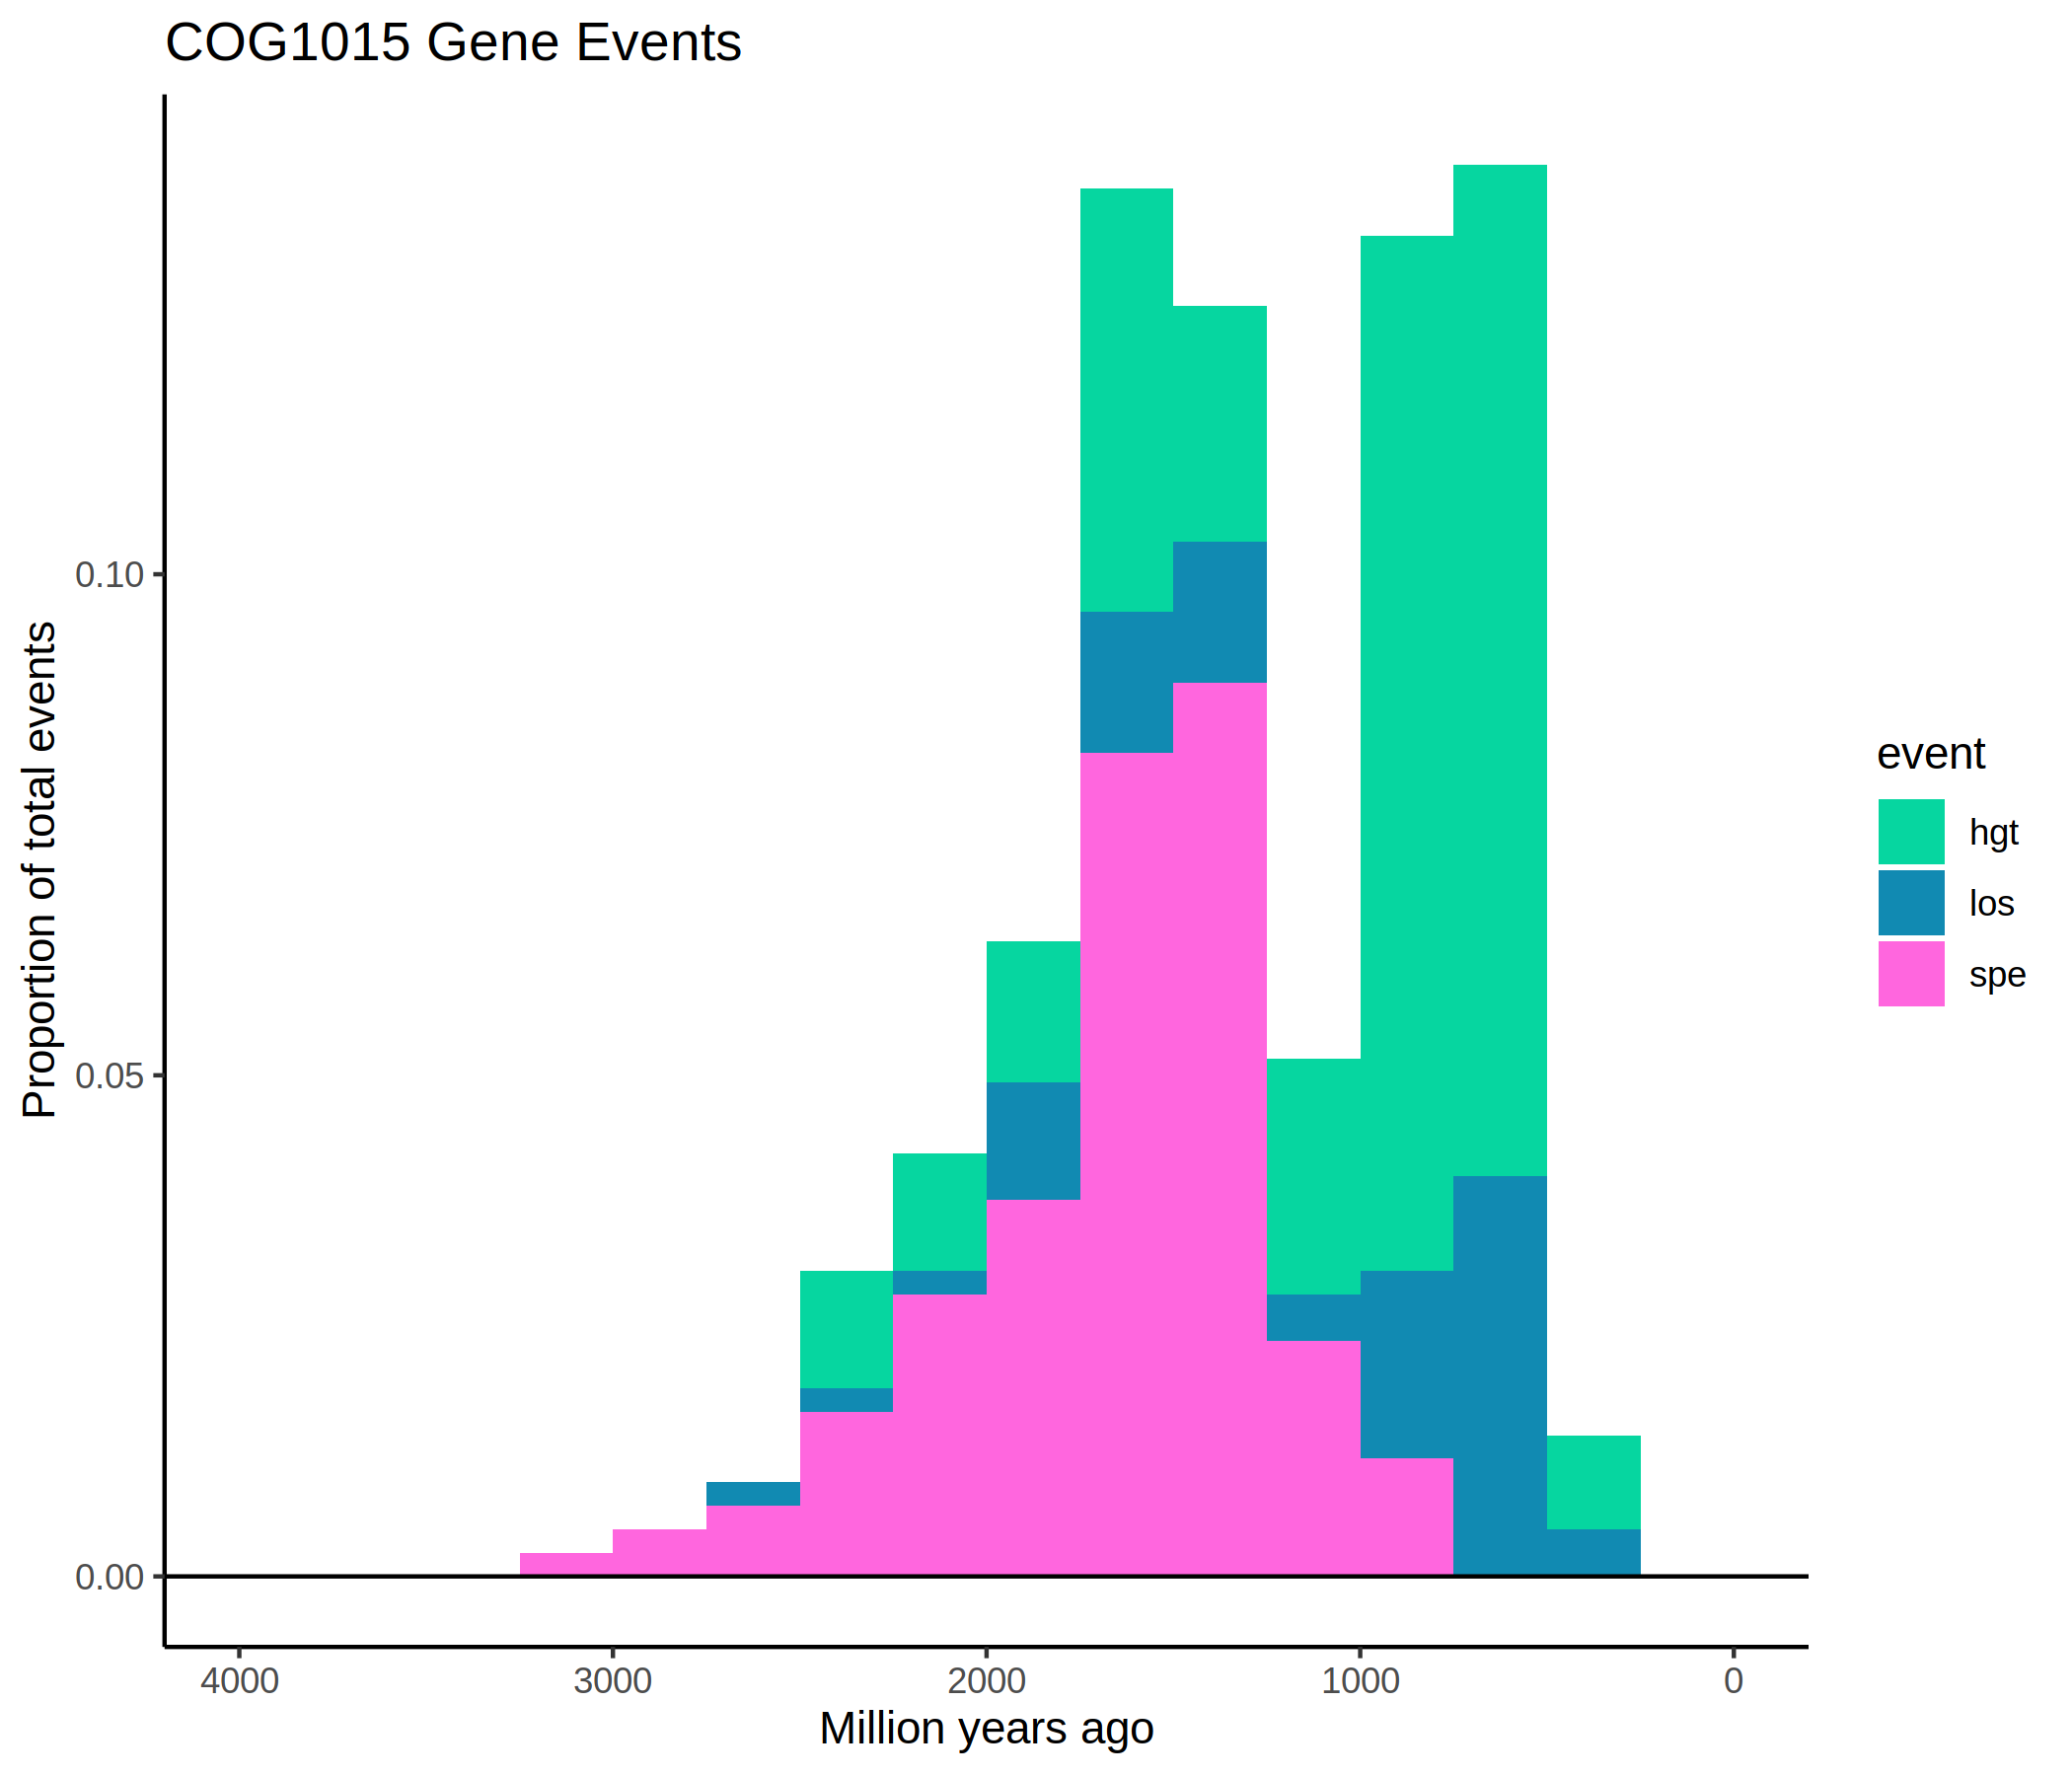 COG1015 Gene Events
Proportion of total events
0.10
0.05
0.00
4000 3000 2000 1000 0
Million years ago
event
hgt
los
spe